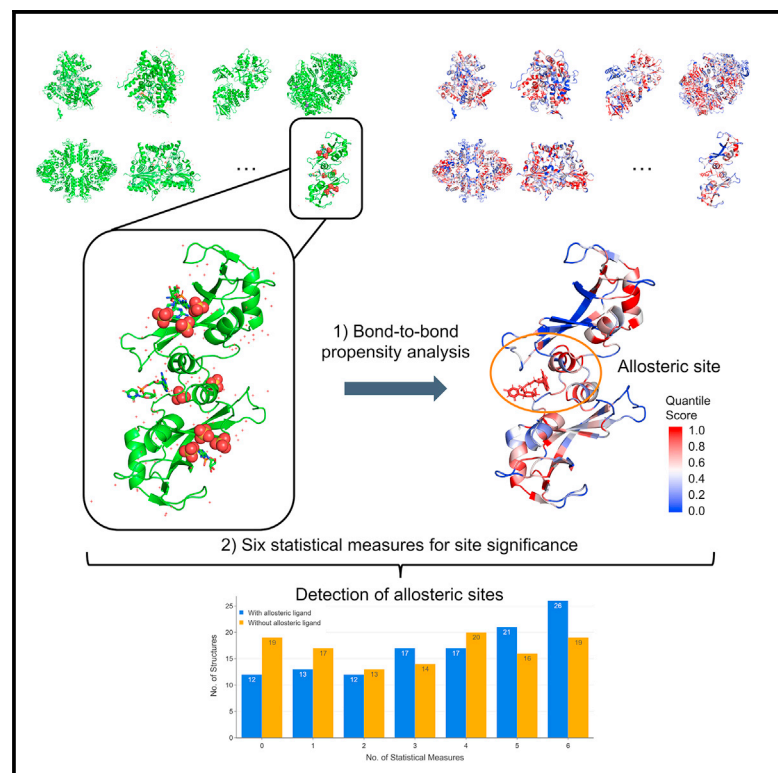 ...
...
1) Bond-to-bond
propensity analysis
Allosteric site
Quantile
Score
1.0
0.8
0.6
0.4
0.2
0.0
2) Six statistical measures for site significance
Detection of allosteric sites
With allosteric ligand
Without allosteric ligand
No. of Structures
25
20
15
10
5
0
12 19 13 17 12 13 17 14 17 20 21 16 26 19
0 1 2 3 4 5 6
No. of Statistical Measures